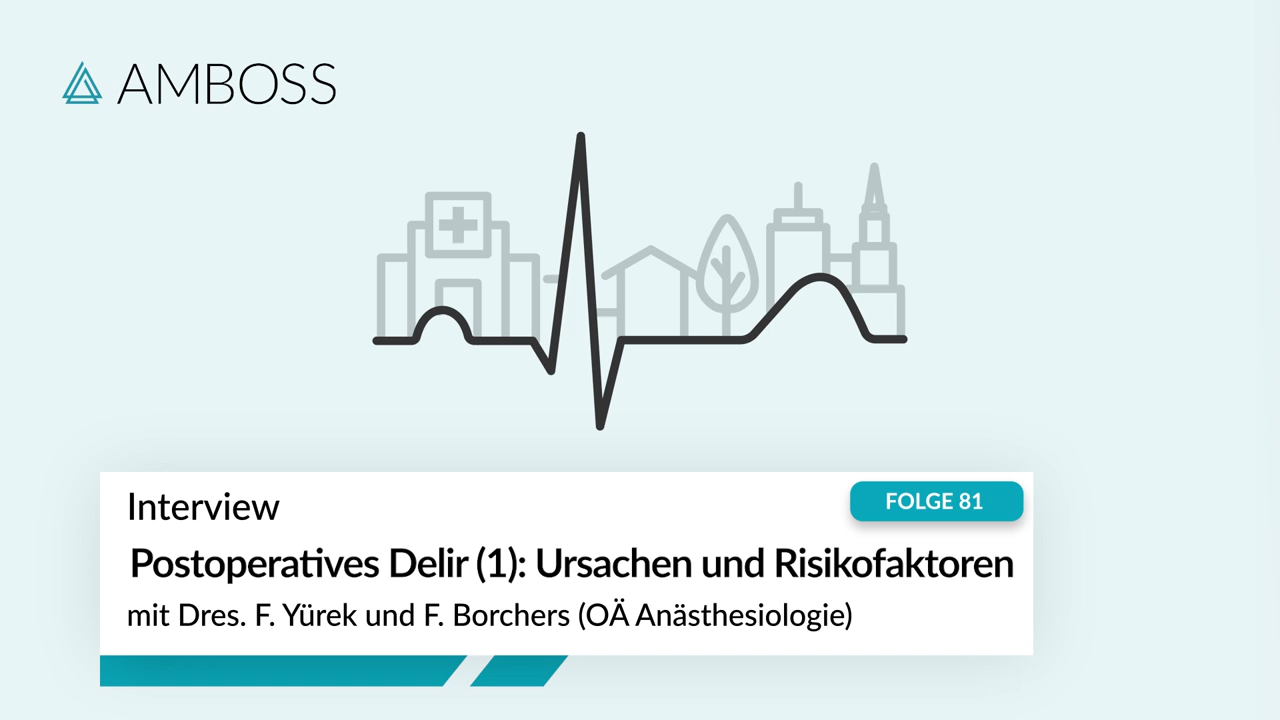 AMBOSS
Interview
FOLGE 81
Postoperatives Delir (1): Ursachen und Risikofaktoren
mit Dres. F. Yürek und F. Borchers (OÄ Anästhesiologie)